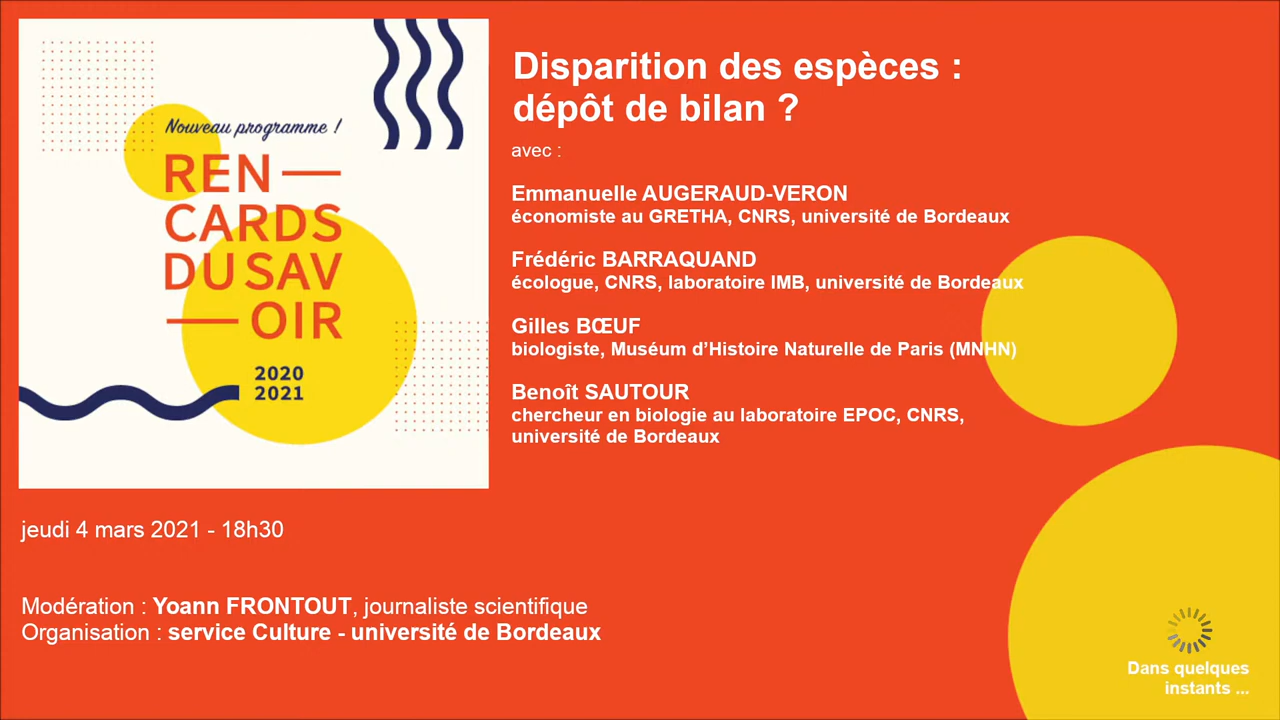 Nouveau programme !
REN—
CARDS
DU SAV
—OIR
2020
2021
Disparition des espèces :
dépôt de bilan ?
avec :
Emmanuelle AUGERAUD-VERON
économiste au GRETHA, CNRS, université de Bordeaux
Frédéric BARRAQUAND
écologue, CNRS, laboratoire IMB, université de Bordeaux
Gilles BŒUF
biologiste, Muséum d’Histoire Naturelle de Paris (MNHN)
Benoît SAUTOUR
chercheur en biologie au laboratoire EPOC, CNRS,
université de Bordeaux
jeudi 4 mars 2021 - 18h30
Modération : Yoann FRONTOUT, journaliste scientifique
Organisation : service Culture - université de Bordeaux
Dans quelques
instants ...